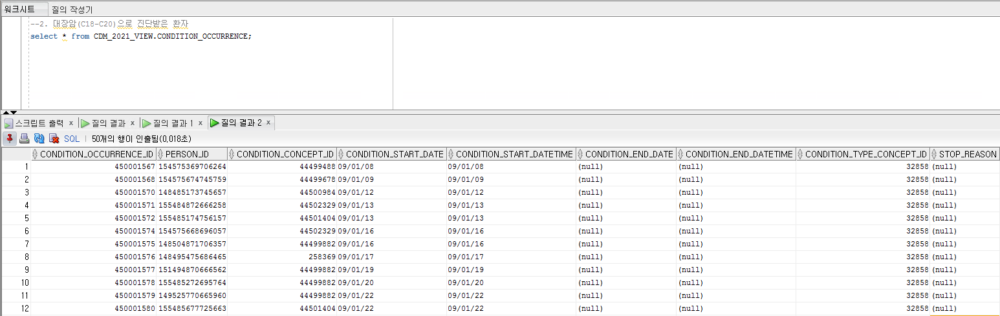 워크시트 질의 작성기
--2. 대장암(C18-C20)으로 진단받은 환자
select * from CDM_2021_VIEW.CONDITION_OCCURRENCE;
스크립트 출력 x 질의 결과 x 질의 결과 1 x 질의 결과 2 x
SQL 50개의 행이 인출됨(0,018초)
CONDITION_OCCURRENCE_ID PERSON_ID CONDITION_CONCEPT_ID CONDITION_START_DATE CONDITION_START_DATETIME CONDITION_END_DATE CONDITION_END_DATETIME CONDITION_TYPE_CONCEPT_ID STOP_REASON
1 450001567 154575369706264 44499488 09/01/08 09/01/08 (null) (null) 32858 (null)
2 450001568 154575674745759 44499678 09/01/09 09/01/09 (null) (null) 32858 (null)
3 450001570 148485173745657 44500984 09/01/12 09/01/12 (null) (null) 32858 (null)
4 450001571 155484872666258 44502329 09/01/13 09/01/13 (null) (null) 32858 (null)
5 450001572 155485174756157 44501404 09/01/13 09/01/13 (null) (null) 32858 (null)
6 450001574 154575668696057 44502329 09/01/16 09/01/16 (null) (null) 32858 (null)
7 450001575 148504871706357 44499882 09/01/16 09/01/16 (null) (null) 32858 (null)
8 450001576 148495475686465 258369 09/01/17 09/01/17 (null) (null) 32858 (null)
9 450001577 151494870666562 44499882 09/01/19 09/01/19 (null) (null) 32858 (null)
10 450001578 155485272695764 44499882 09/01/20 09/01/20 (null) (null) 32858 (null)
11 450001579 149525770665960 44499882 09/01/22 09/01/22 (null) (null) 32858 (null)
12 450001580 155485677725663 44501404 09/01/22 09/01/22 (null) (null) 32858 (null)